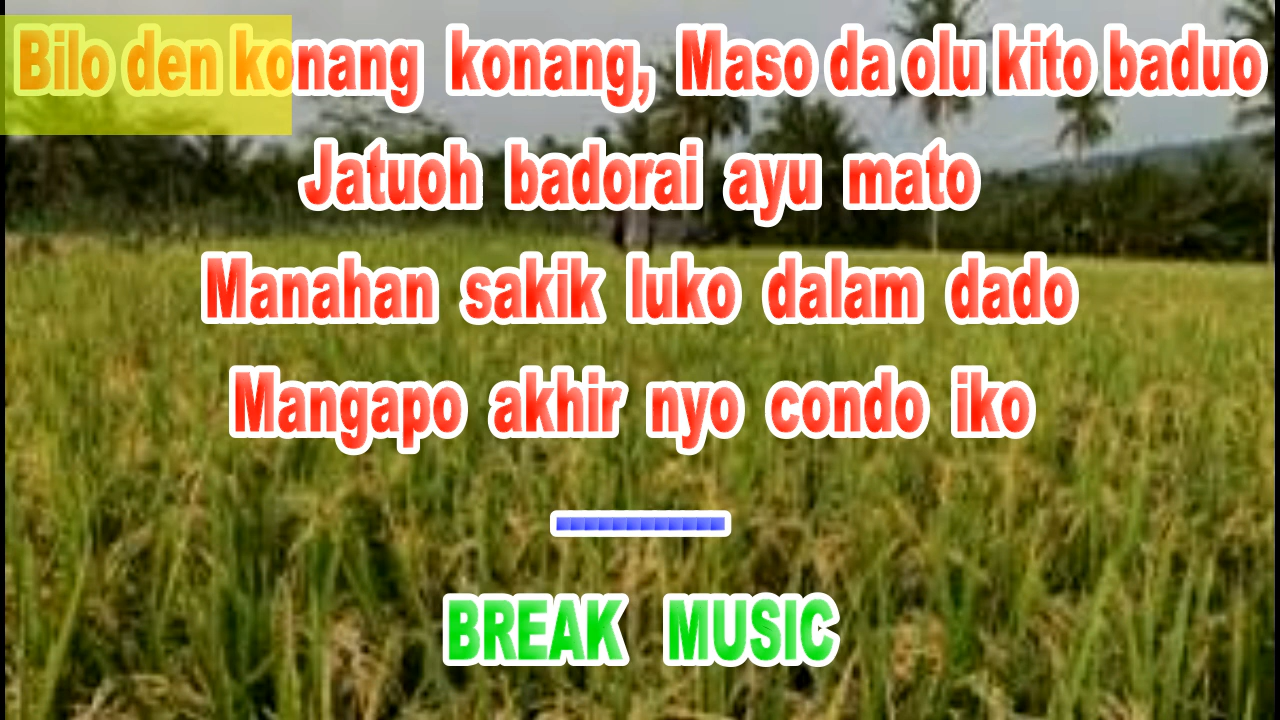 Bilo den konang konang, Maso da olu kito baduo
Jatuoh badorai ayu mato
Manahan sakik luko dalam dado
Mangapo akhir nyo condo iko
------------
BREAK MUSIC